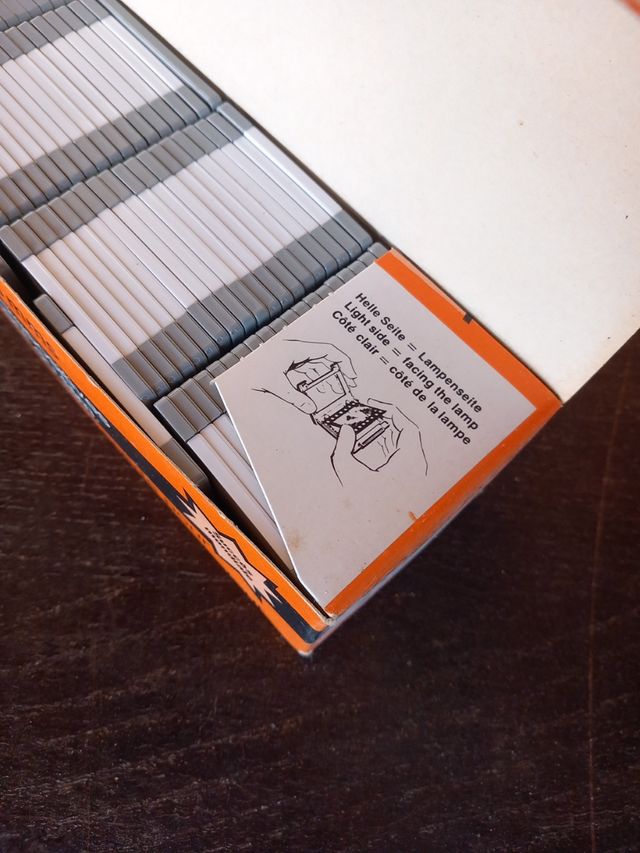 Helle Seite = Lampenseite
Light side = facing the lamp
Côté clair = côté de la lampe